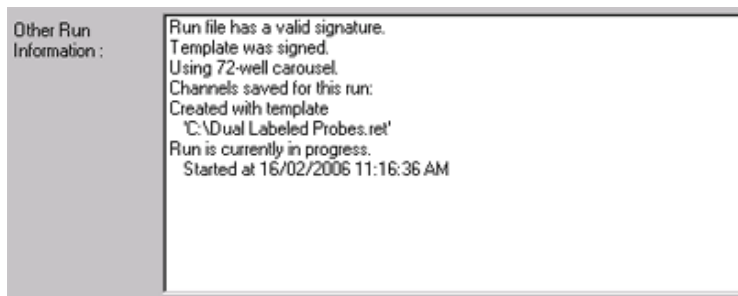 Other Run
Information :
Run file has a valid signature.
Template was signed.
Using 72-well carousel.
Channels saved for this run:
Created with template
'C:\Dual Labeled Probes.ret'
Run is currently in progress.
Started at 16/02/2006 11:16:36 AM